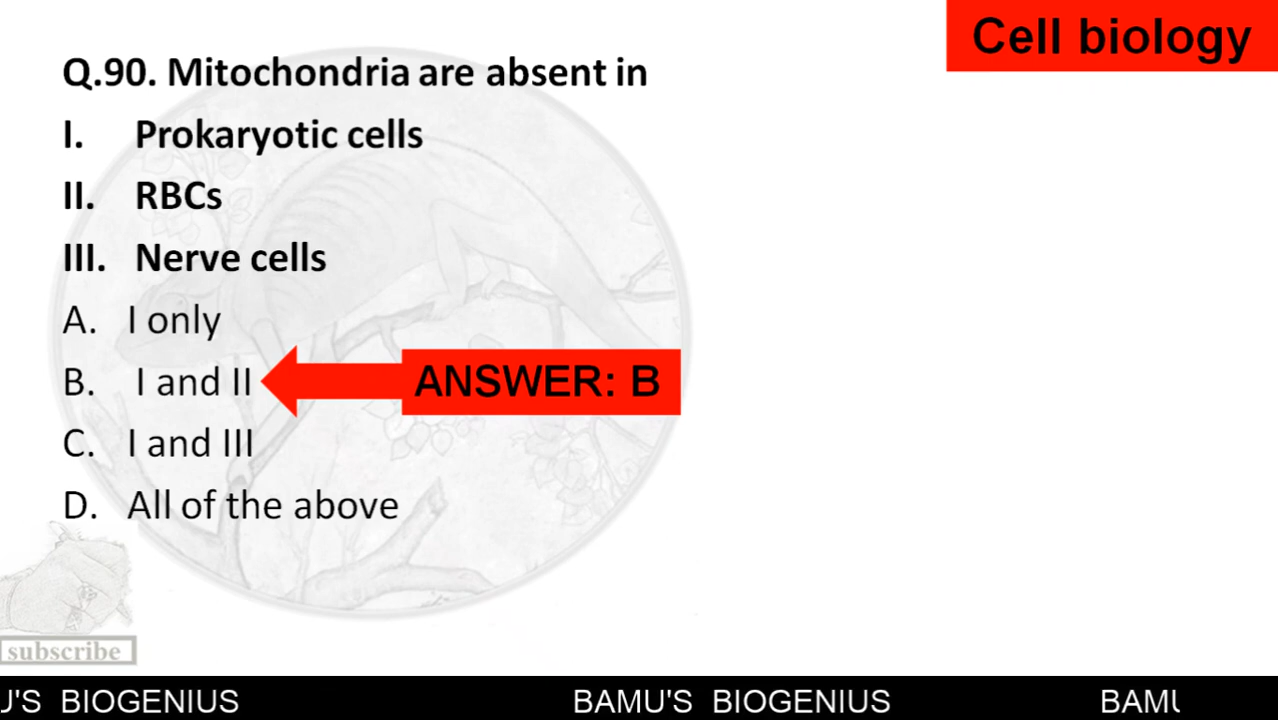 Cell biology
Q.90. Mitochondria are absent in
I. Prokaryotic cells
II. RBCs
III. Nerve cells
A. I only
B. I and II
ANSWER: B
C. I and III
D. All of the above
subscribe
U'S BIOGENIUS BAMU'S BIOGENIUS BAMU